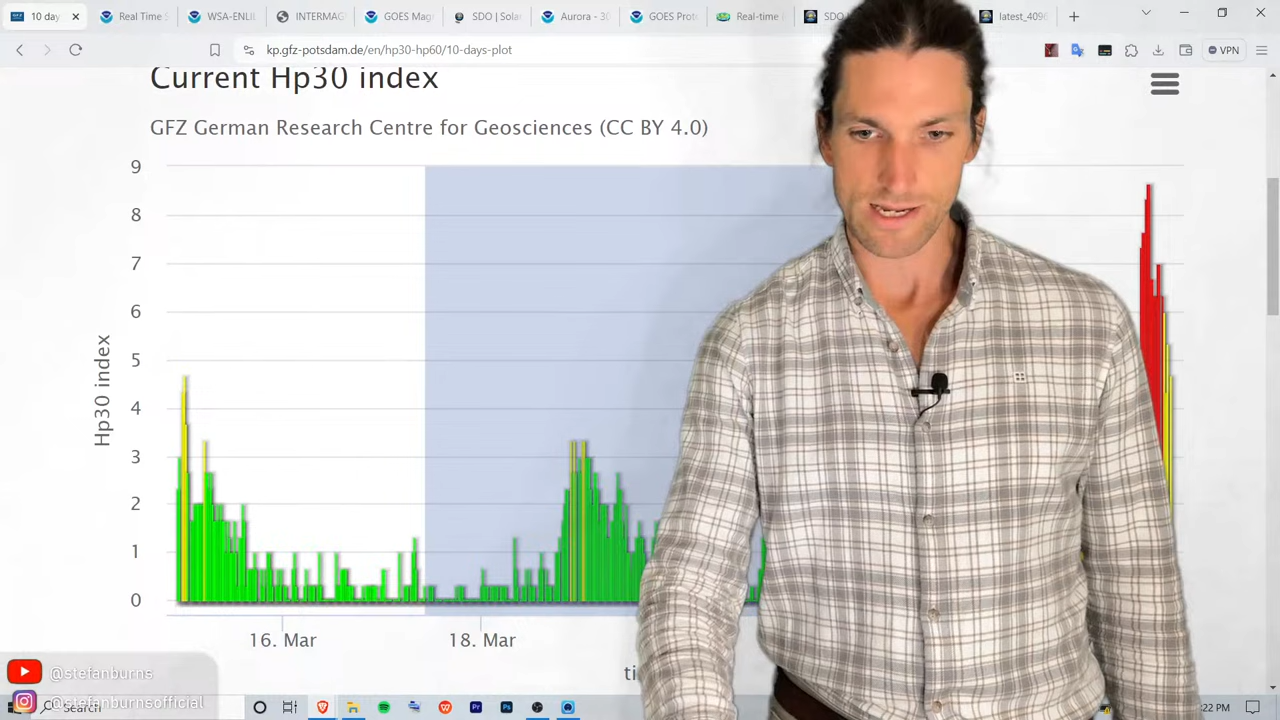 10 day
Real Time S
WSA-ENLIL
INTERMAG
GOES Mag
SDO | Solar
Aurora - 30
GOES Prot
Real-time
SDO
latest_4096
kp.gfz-potsdam.de/en/hp30-hp60/10-days-plot
VPN
Current Hp30 index
GFZ German Research Centre for Geosciences (CC BY 4.0)
9
8
7
6
5
4
3
2
1
0
Hp30 index
16. Mar
18. Mar
ti
@stefanburns
@stefanburnsofficial
Search
:22 PM